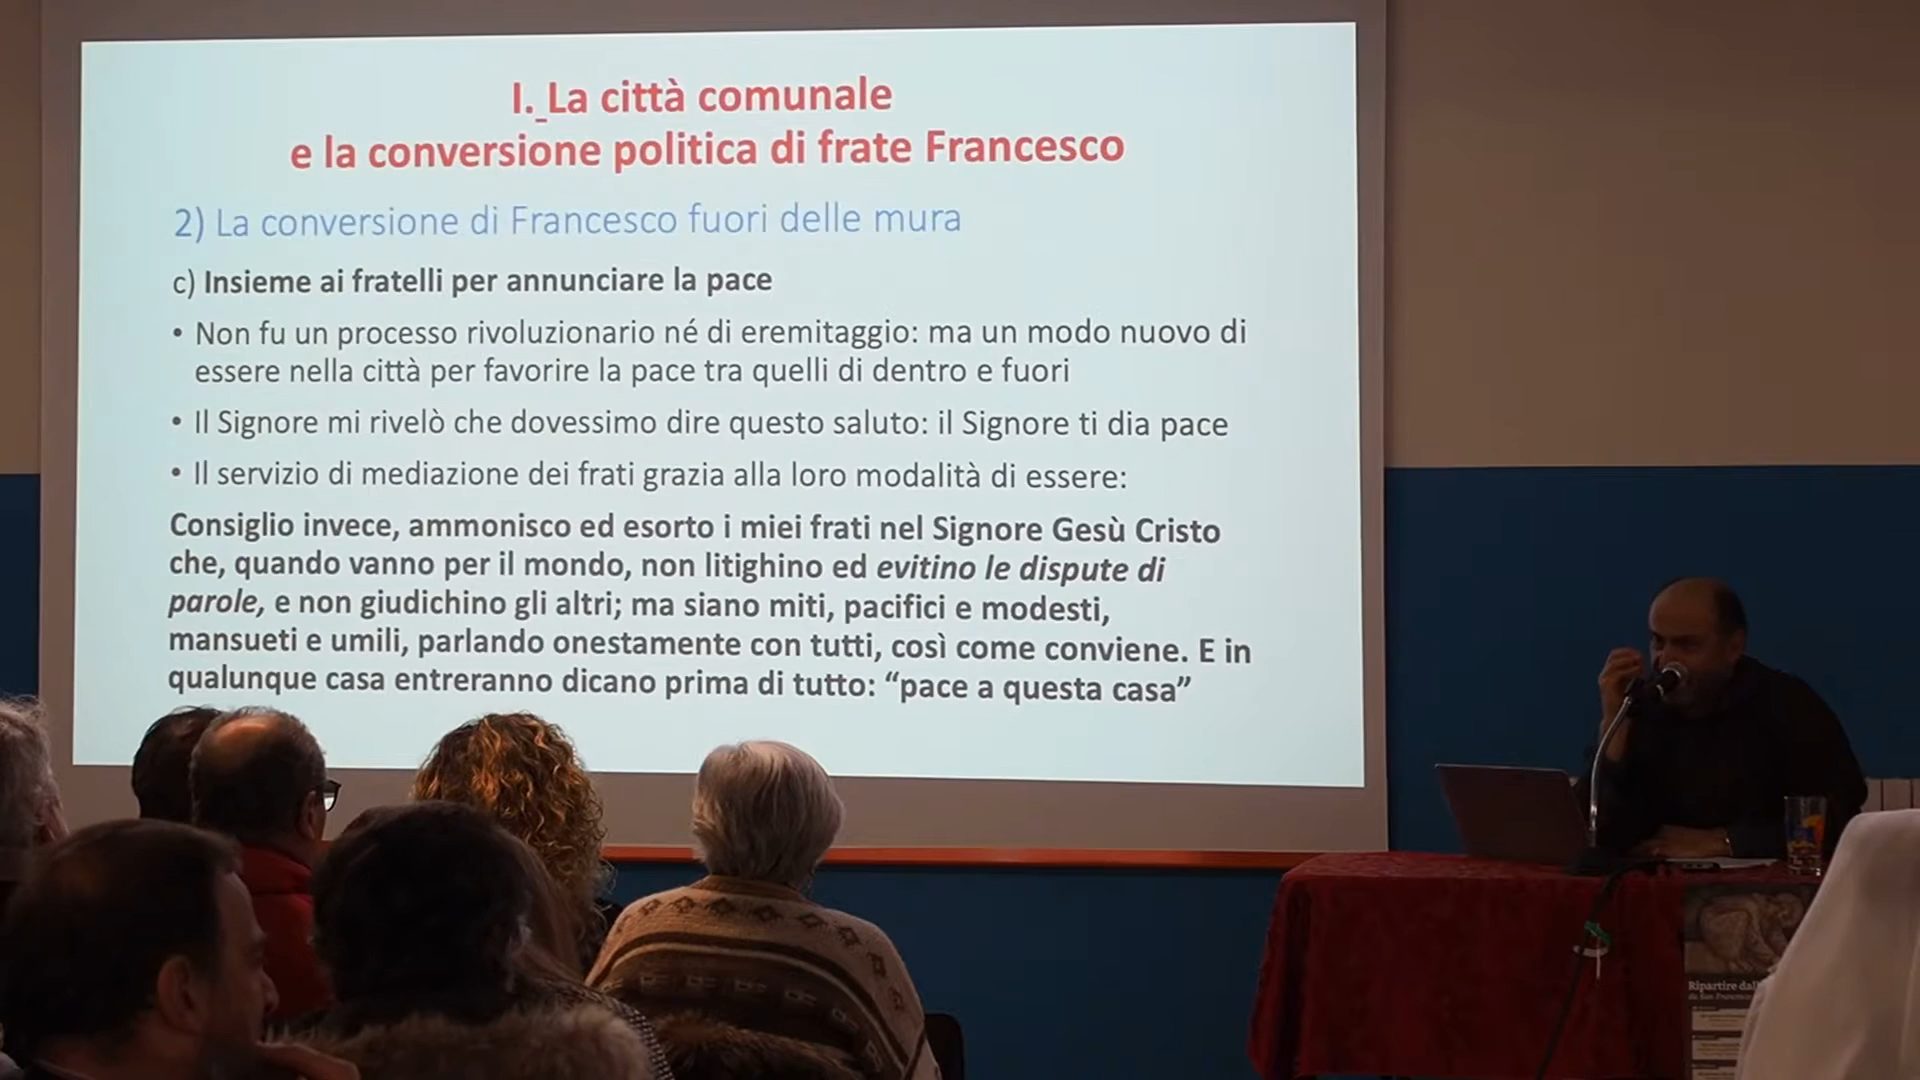 I. La città comunale
e la conversione politica di frate Francesco
2) La conversione di Francesco fuori delle mura
c) Insieme ai fratelli per annunciare la pace
• Non fu un processo rivoluzionario né di eremitaggio: ma un modo nuovo di
essere nella città per favorire la pace tra quelli di dentro e fuori
• Il Signore mi rivelò che dovessimo dire questo saluto: il Signore ti dia pace
• Il servizio di mediazione dei frati grazia alla loro modalità di essere:
Consiglio invece, ammonisco ed esorto i miei frati nel Signore Gesù Cristo
che, quando vanno per il mondo, non litighino ed evitino le dispute di
parole, e non giudichino gli altri; ma siano miti, pacifici e modesti,
mansueti e umili, parlando onestamente con tutti, così come conviene. E in
qualunque casa entreranno dicano prima di tutto: “pace a questa casa”
Ripartire
da San Francesco